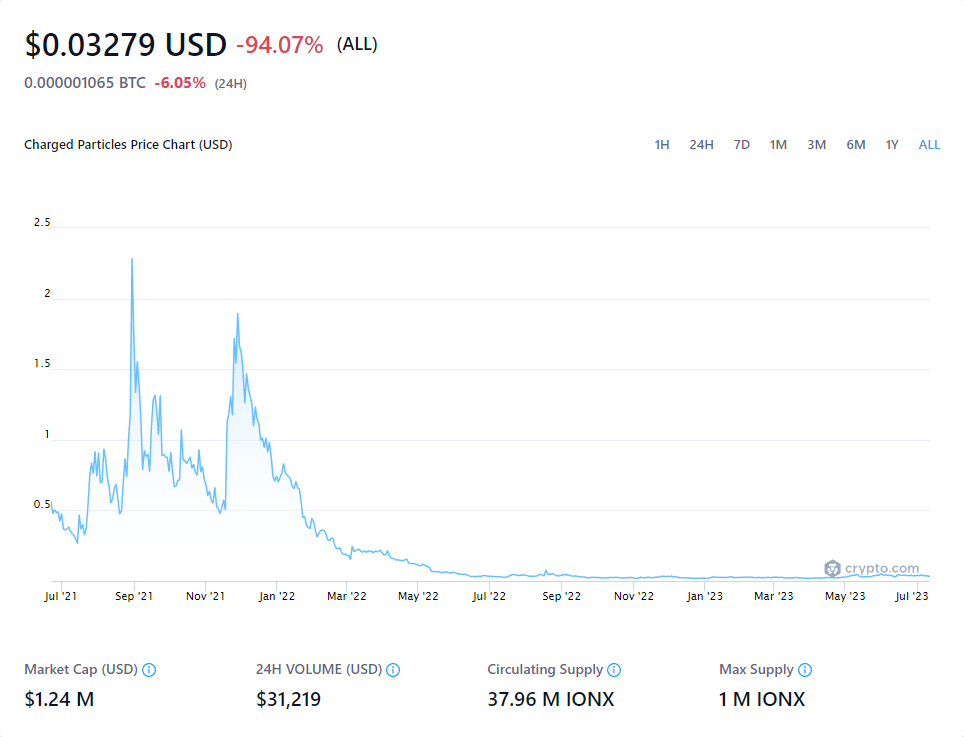 $0.03279 USD -94.07% (ALL)
0.000001065 BTC -6.05% (24H)
Charged Particles Price Chart (USD) 1H 24H 7D 1M 3M 6M 1Y ALL
2.5
2
1.5
1
0.5
crypto.com
Jul '21 Sep '21 Nov '21 Jan '22 Mar '22 May '22 Jul '22 Sep '22 Nov '22 Jan '23 Mar '23 May '23 Jul '23
Market Cap (USD) 24H VOLUME (USD) Circulating Supply Max Supply
$1.24 M $31,219 37.96 M IONX 1 M IONX